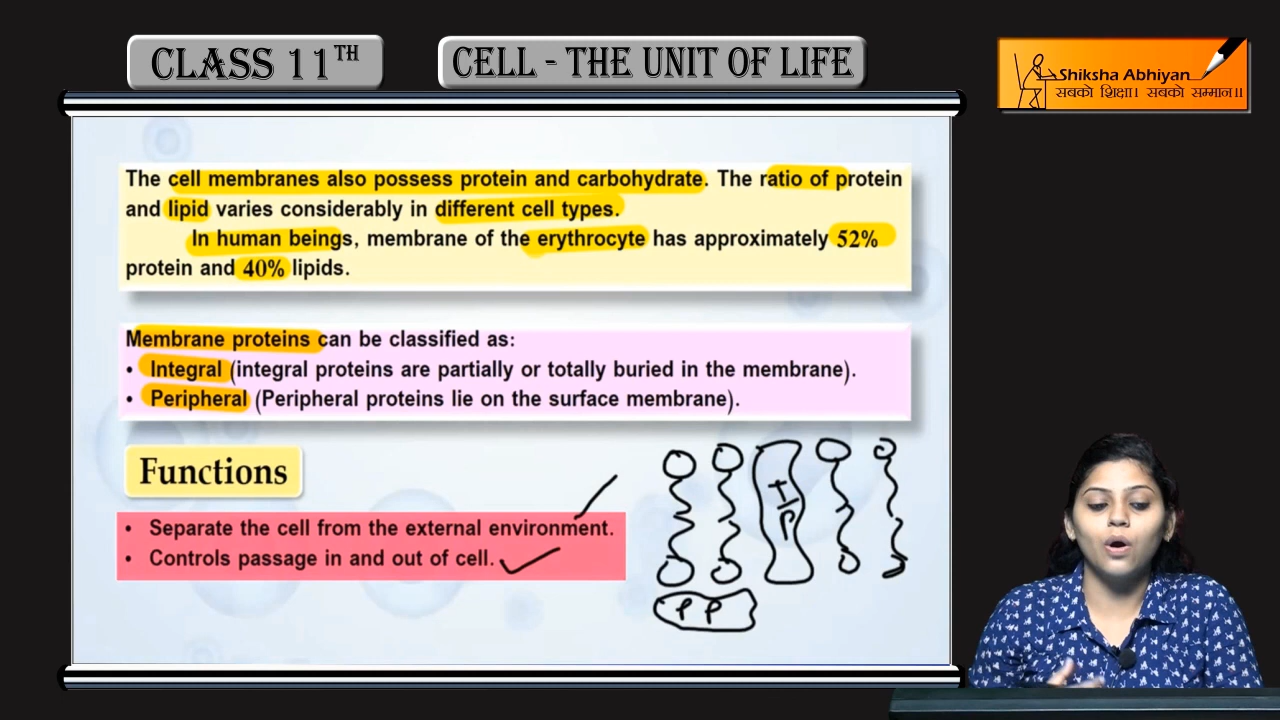 CLASS 11TH
CELL - THE UNIT OF LIFE
Shiksha Abhiyan
सबको शिक्षा। सबको सम्मान॥
The cell membranes also possess protein and carbohydrate. The ratio of protein
and lipid varies considerably in different cell types.
In human beings, membrane of the erythrocyte has approximately 52%
protein and 40% lipids.
Membrane proteins can be classified as:
• Integral (integral proteins are partially or totally buried in the membrane).
• Peripheral (Peripheral proteins lie on the surface membrane).
Functions
• Separate the cell from the external environment.
• Controls passage in and out of cell.
I
P
P P